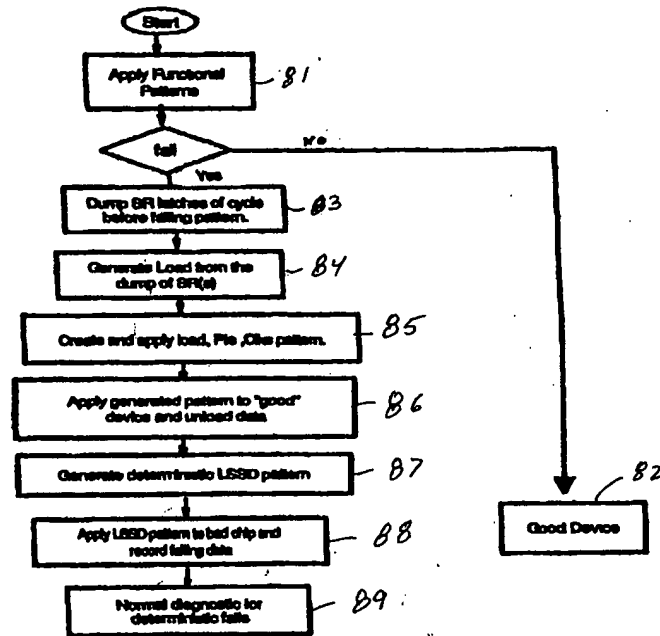 Start
Apply Functional
Patterns
81
fail
No
Yes
Dump SR latches of cycle
before failing pattern.
83
Generate Load from the
dump of SR(s)
84
Create and apply load, PIs, Clks pattern.
85
Apply generated pattern to "good"
device and unload data
86
Generate deterministic LSSD pattern
87
82
Good Device
Apply LSSD pattern to bad chip and
record failing data
88
Normal diagnostic for
deterministic fails
89